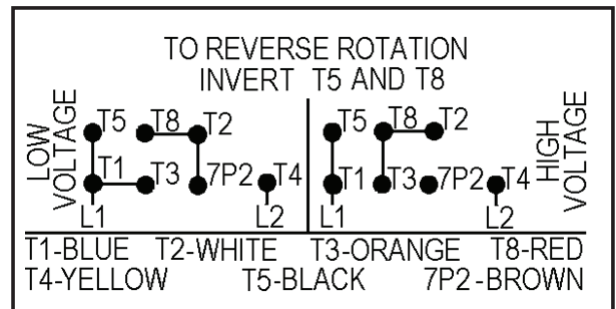 TO REVERSE ROTATION
INVERT T5 AND T8
LOW
VOLTAGE
T5 T8 T2
T1 T3 7P2 T4
L1 L2
T5 T8 T2
T1 T3 7P2 T4
L1 L2
HIGH
VOLTAGE
T1-BLUE T2-WHITE T3-ORANGE T8-RED
T4-YELLOW T5-BLACK 7P2-BROWN